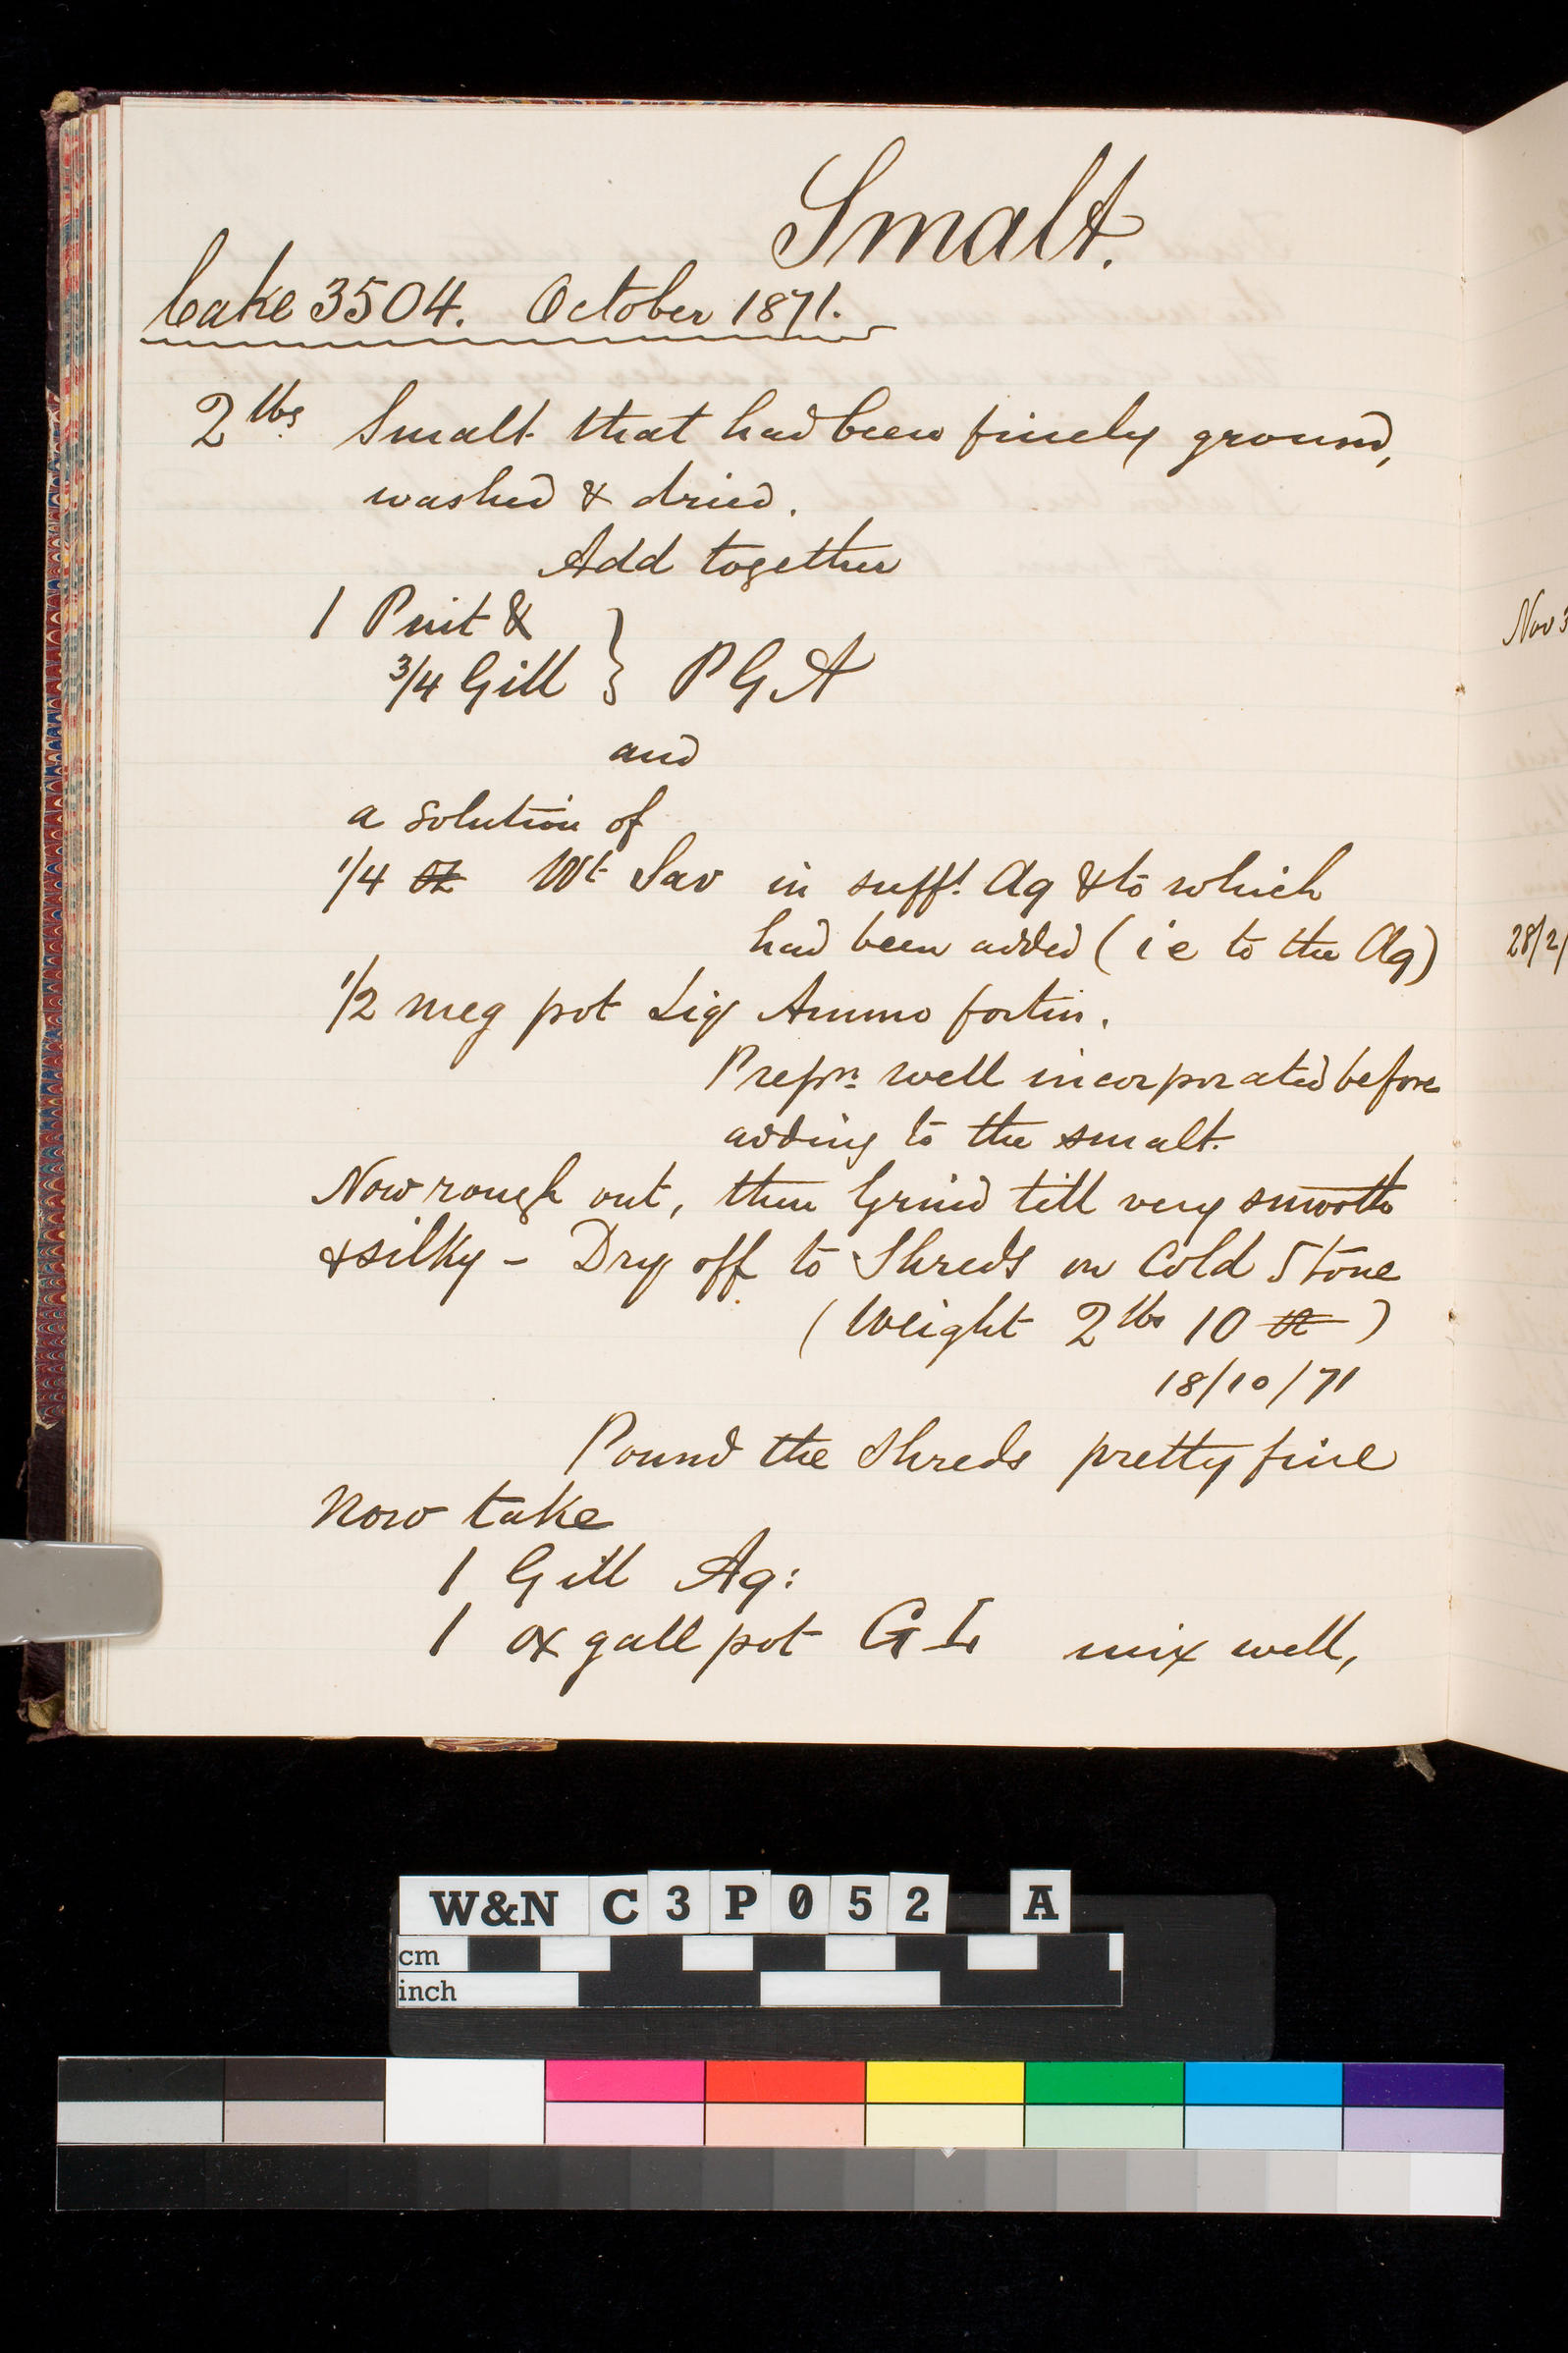 Smalt.
Cake 3504. October 1871.
2 lbs Smalt that had been finely ground,
washed & dried.
Add together
1 Pint &
3/4 Gill } P G A
and
a solution of
1/4 oz Wt Sav in sufft Aq & to which
had been added (ie to the Aq)
1/2 meg pot Liq Ammo fortin.
Prepn well incorporated before
adding to the smalt.
Now rough out, then Grind till very smooth
& silky - Dry off to Shreds on Cold Stone
(Weight 2 lbs 10 oz)
18/10/71
Pound the shreds pretty fine
Now take
1 Gill Aq:
1 ox gall pot G L mix well,
Nov 3
28/2/
W&N C3P052 A
cm
inch